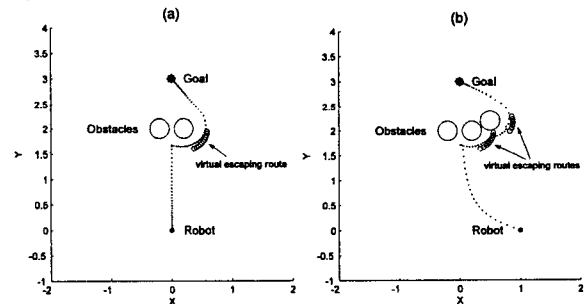 (a)
4
3.5
3
2.5
2
1.5
1
0.5
0
-0.5
-1
-2
-1
0
1
2
X
Y
Goal
Obstacles
virtual escaping route
Robot
(b)
4
3.5
3
2.5
2
1.5
1
0.5
0
-0.5
-1
-2
-1
0
1
2
X
Y
Goal
Obstacles
virtual escaping routes
Robot